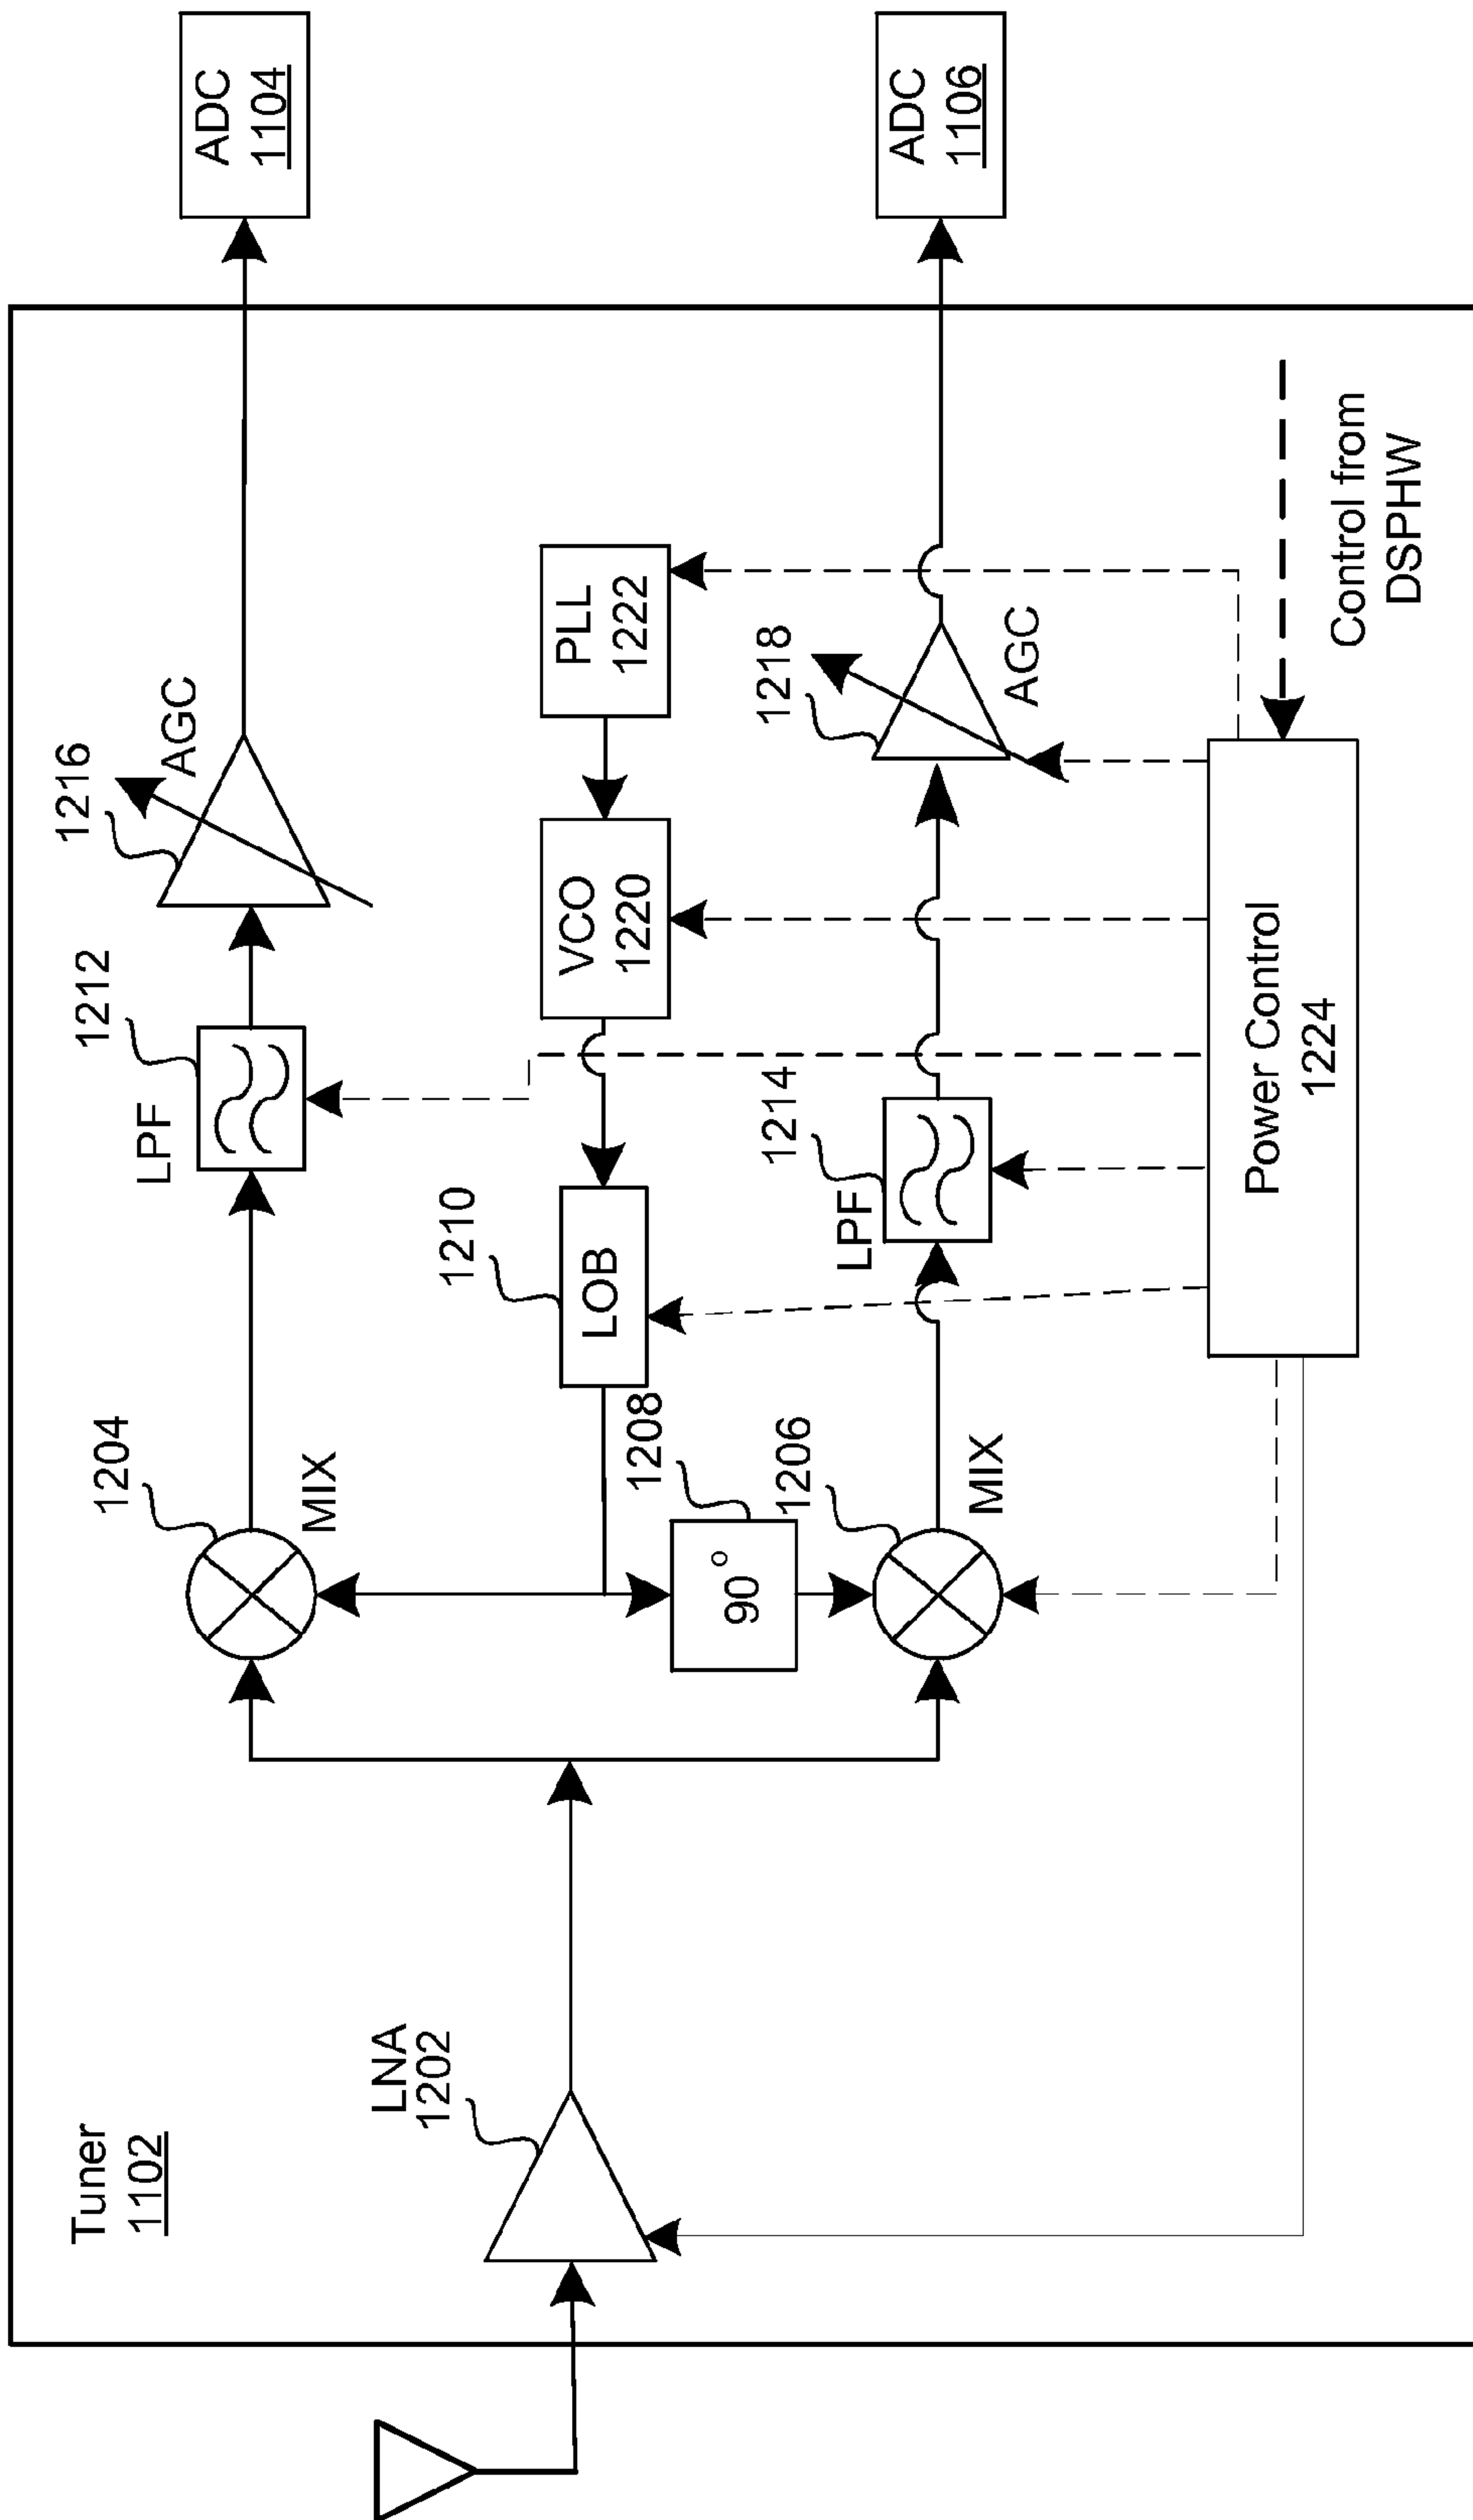 Tuner
1102
LNA
1202
1204
MIX
1210
LOB
1208
90°
1206
MIX
1212
LPF
1214
LPF
1216
AGC
1218
AGC
VCO
1220
PLL
1222
Power Control
1224
Control from
DSPHW
ADC
1104
ADC
1106